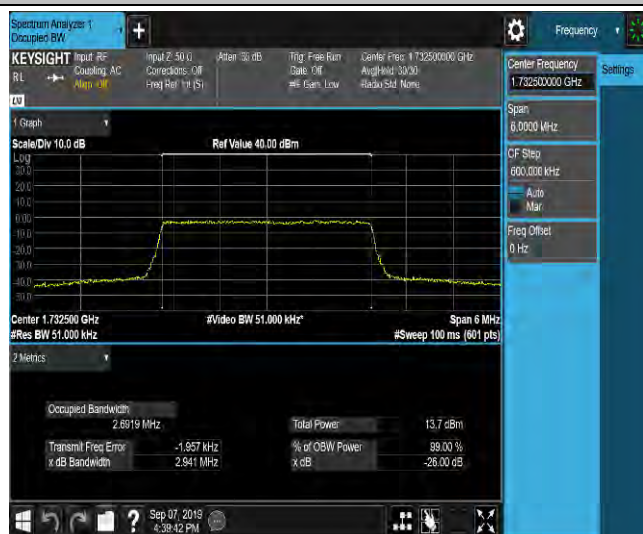 Spectrum Analyzer 1
Occupied BW
+
Frequency
KEYSIGHT Input: RF
RL Coupling: AC
Align: Off
Input Z: 50 Ω
Corrections: Off
Freq Ref: Int (S)
Atten: 30 dB
Trig: Free Run
Gate: Off
#IF Gain: Low
Center Freq: 1.732500000 GHz
Avg|Hold: 30/30
Radio Std: None
LV
Center Frequency
1.732500000 GHz
Settings
Span
6.0000 MHz
CF Step
600.000 kHz
Auto
Man
Freq Offset
0 Hz
1 Graph
Scale/Div 10.0 dB
Ref Value 40.00 dBm
Log
30.0
20.0
10.0
0.00
-10.0
-20.0
-30.0
-40.0
-50.0
Center 1.732500 GHz
#Video BW 51.000 kHz*
Span 6 MHz
#Res BW 51.000 kHz
#Sweep 100 ms (601 pts)
2 Metrics
Occupied Bandwidth
2.6919 MHz
Total Power 13.7 dBm
Transmit Freq Error -1.957 kHz
% of OBW Power 99.00 %
x dB Bandwidth 2.941 MHz
x dB -26.00 dB
?
Sep 07, 2019
4:39:42 PM